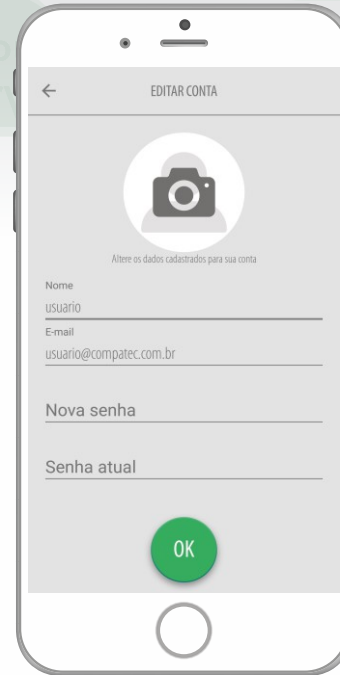 EDITAR CONTA
Altere os dados cadastrados para sua conta
Nome
usuario
E-mail
usuario@compatec.com.br
Nova senha
Senha atual
OK